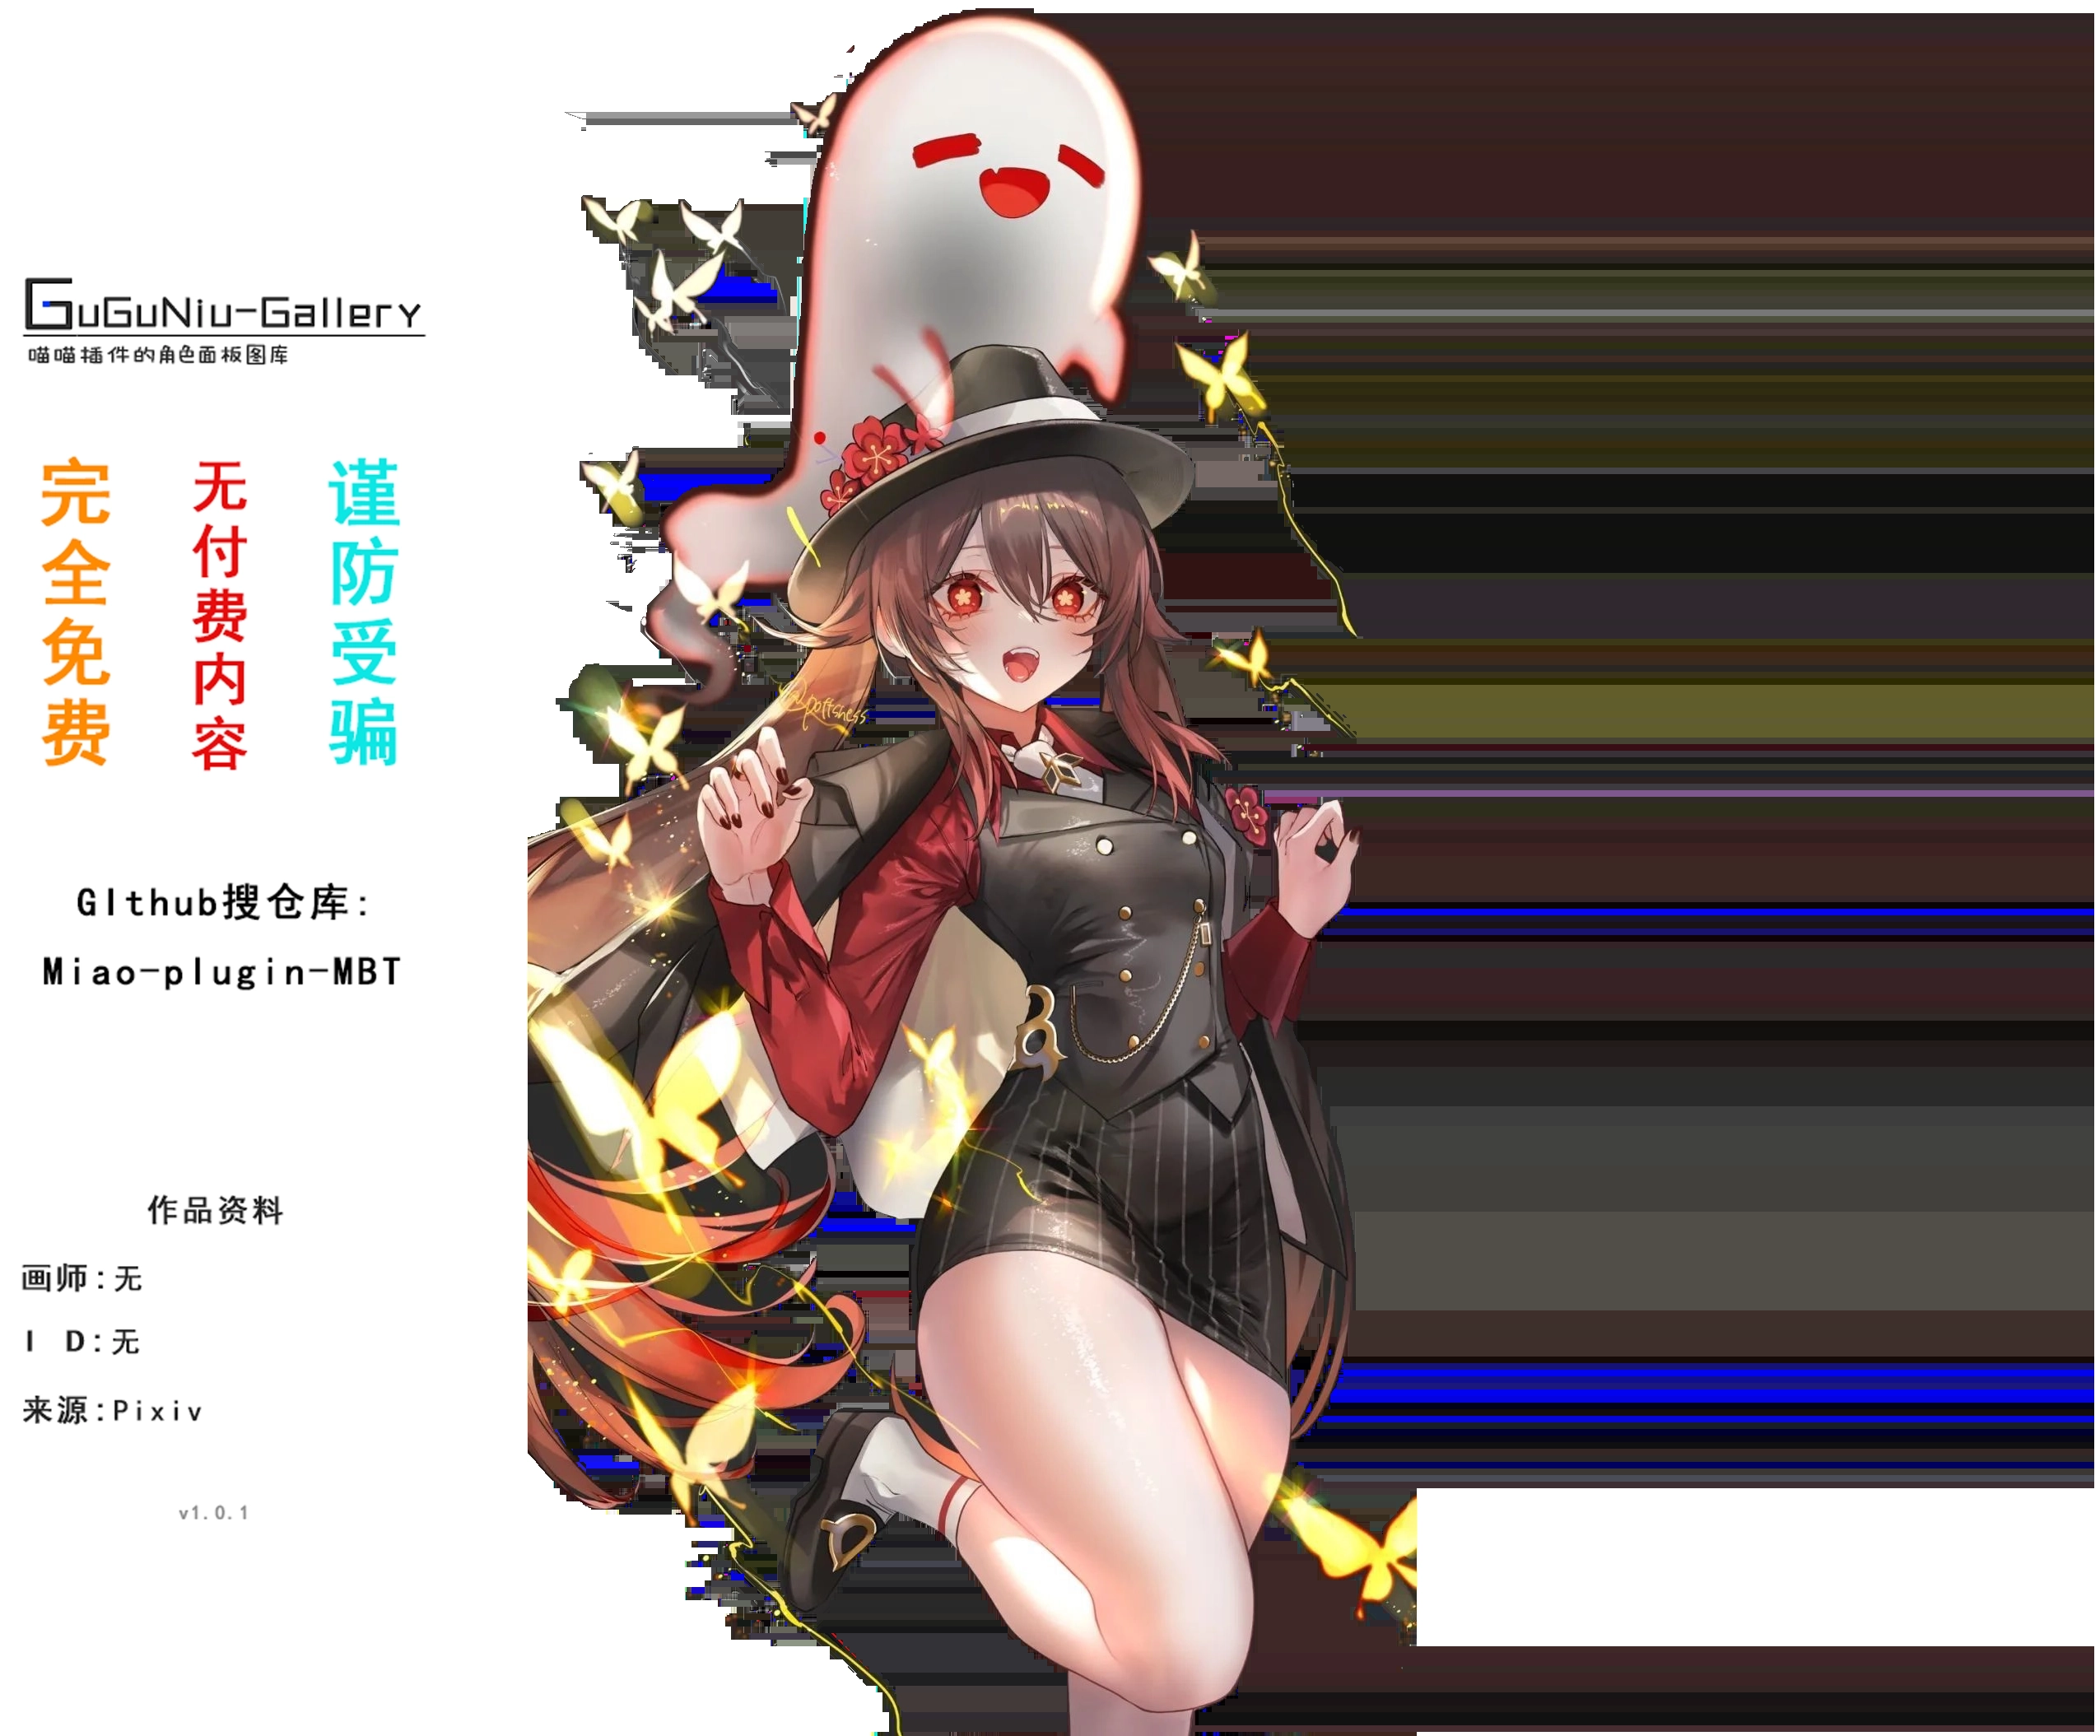 GuGuNiu-Gallery
喵喵插件的角色面板图库
完全免费
无付费内容
谨防受骗
GIthub搜仓库:
Miao-plugin-MBT
作品资料
画师:无
I D:无
来源:Pixiv
v1.0.1